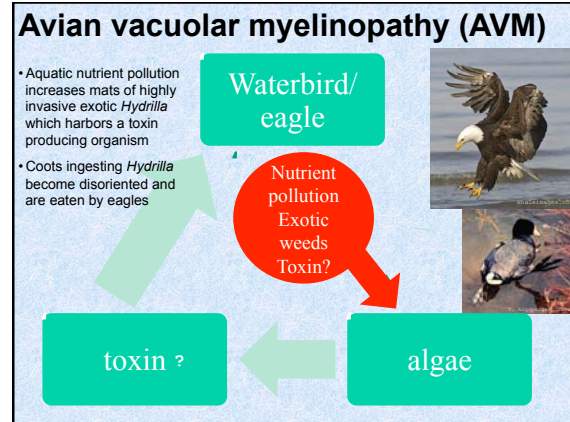 Avian vacuolar myelinopathy (AVM)
• Aquatic nutrient pollution
increases mats of highly
invasive exotic Hydrilla
which harbors a toxin
producing organism
• Coots ingesting Hydrilla
become disoriented and
are eaten by eagles
Waterbird/
eagle
Nutrient
pollution
Exotic
weeds
Toxin?
toxin ?
algae